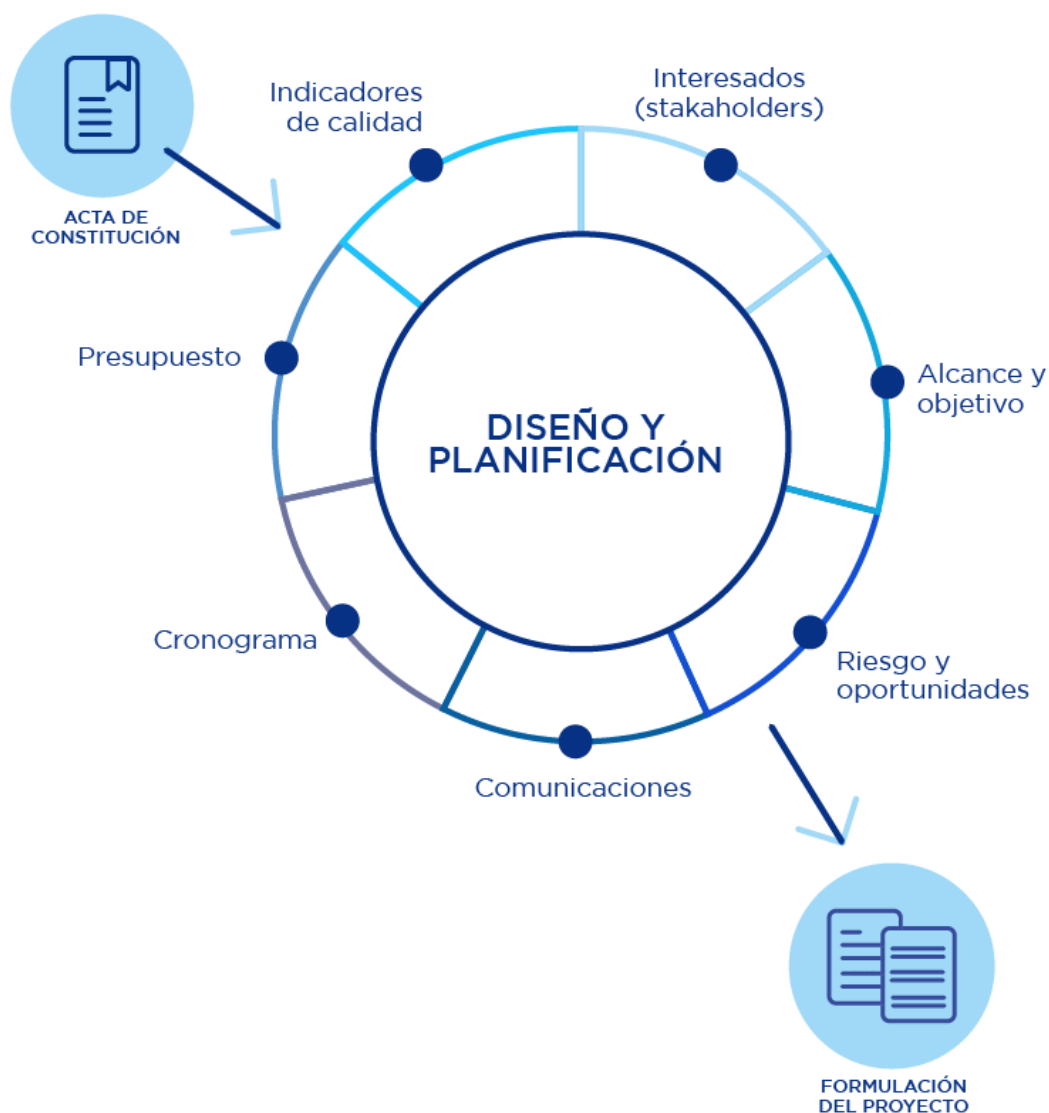 ACTA DE
CONSTITUCIÓN
Indicadores
de calidad
Interesados
(stakaholders)
Presupuesto
Alcance y
objetivo
DISEÑO Y
PLANIFICACIÓN
Cronograma
Riesgo y
oportunidades
Comunicaciones
FORMULACIÓN
DEL PROYECTO